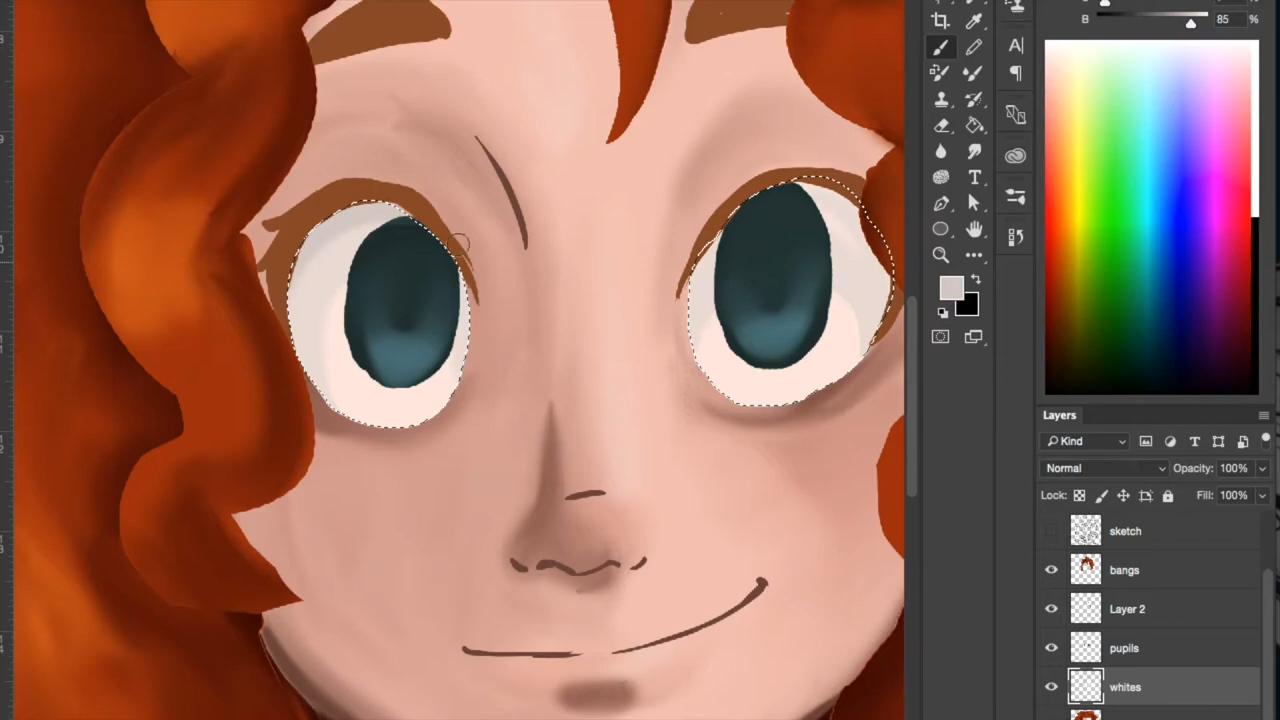 B 85 %
Layers
Kind
Normal Opacity: 100%
Lock: Fill: 100%
sketch
bangs
Layer 2
pupils
whites